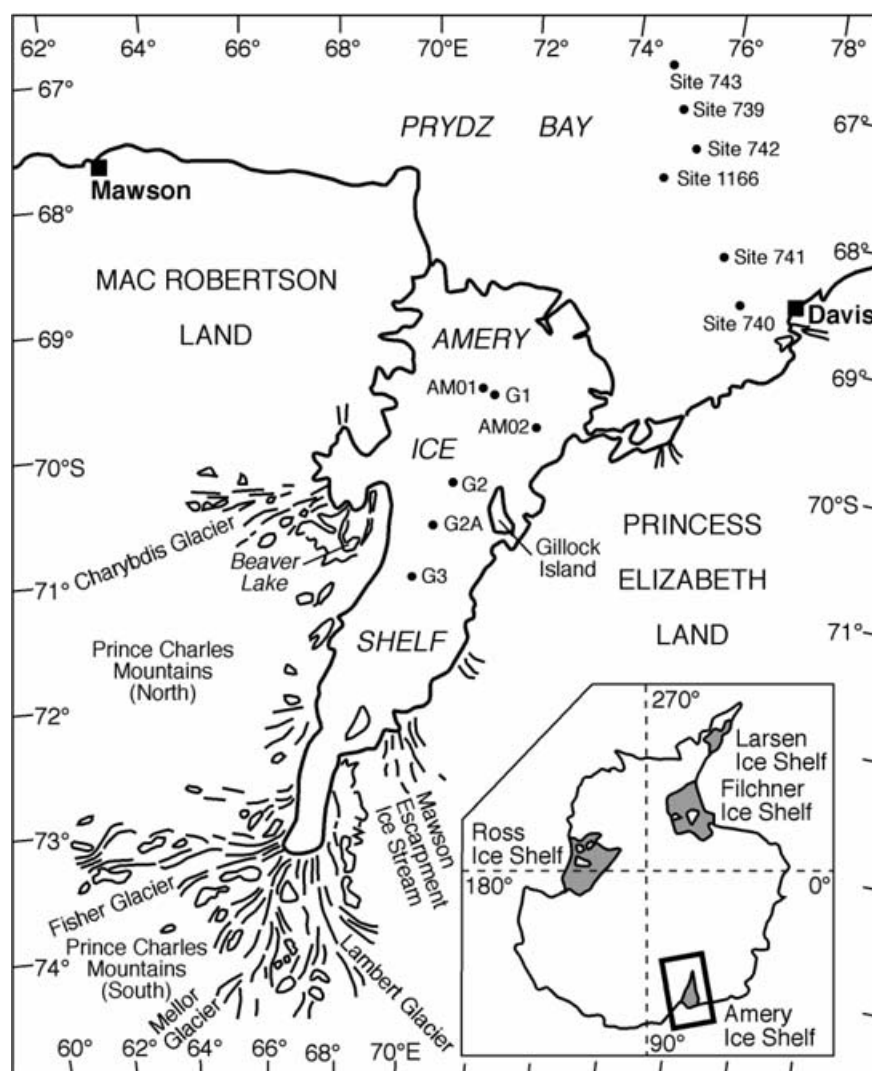 62° 64° 66° 68° 70°E 72° 74° 76° 78°
67°
Site 743
Site 739
PRYDZ BAY
67°
Site 742
Mawson
Site 1166
68°
68°
Site 741
MAC ROBERTSON
LAND
Site 740
Davis
69°
AMERY
69°
AM01
G1
AM02
ICE
70°S
G2
70°S
G2A
Charybdis Glacier
Beaver
Lake
Gillock
Island
PRINCESS
ELIZABETH
LAND
71°
G3
71°
SHELF
Prince Charles
Mountains
(North)
72°
Mawson
Escarpment
Ice Stream
73°
Fisher Glacier
Prince Charles
Mountains
(South)
74°
Mellor
Glacier
Lambert Glacier
270°
Larsen
Ice Shelf
Filchner
Ice Shelf
Ross
Ice Shelf
180°
0°
Amery
Ice Shelf
90°
60° 62° 64° 66° 68° 70°E